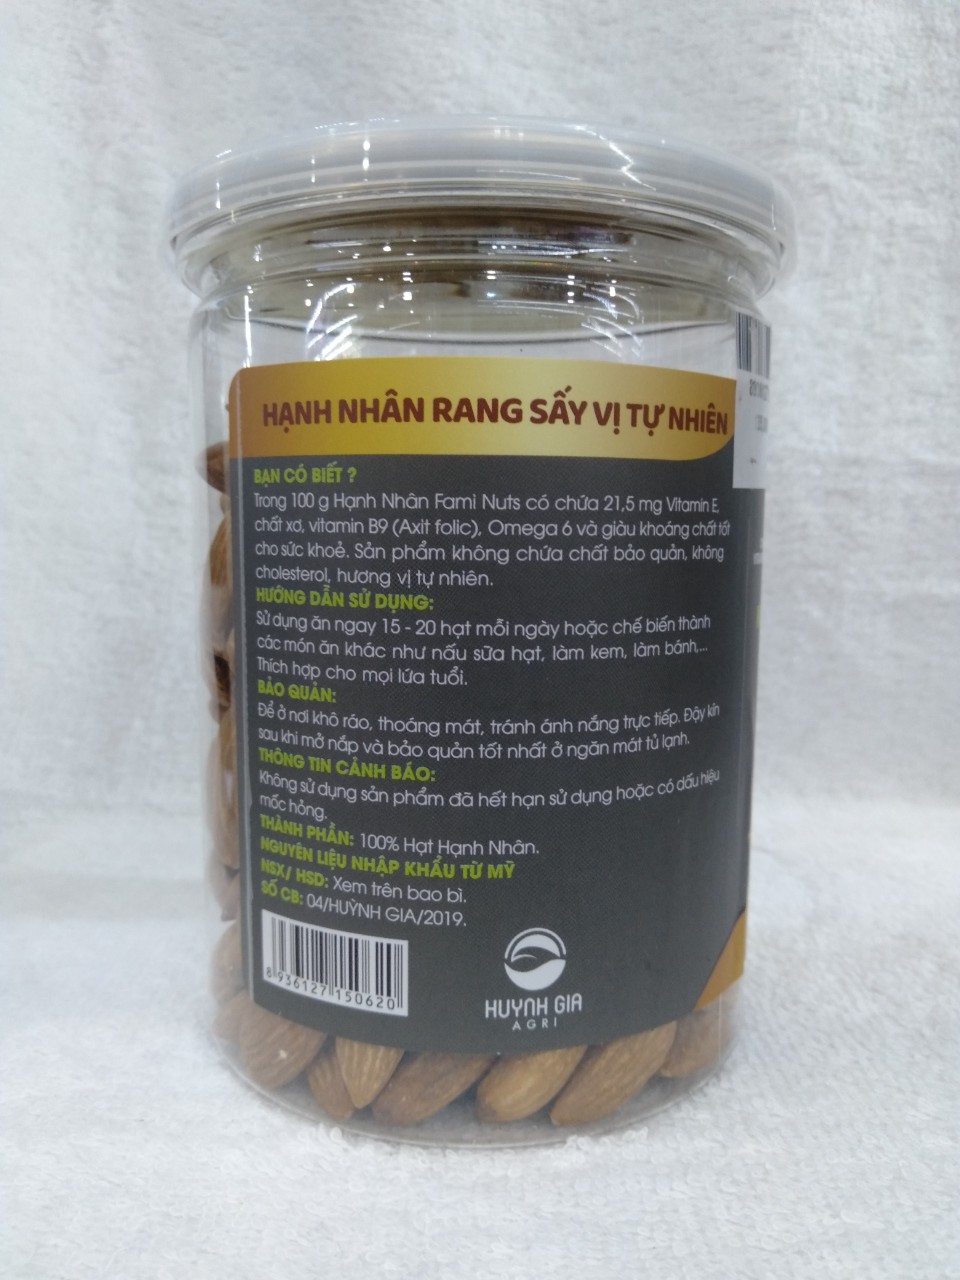 HẠNH NHÂN RANG SẤY VỊ TỰ NHIÊN
BẠN CÓ BIẾT ?
Trong 100 g Hạnh Nhân Fami Nuts có chứa 21,5 mg Vitamin E,
chất xơ, vitamin B9 (Axit folic), Omega 6 và giàu khoáng chất tốt
cho sức khoẻ. Sản phẩm không chứa chất bảo quản, không
cholesterol, hương vị tự nhiên.
HƯỚNG DẪN SỬ DỤNG:
Sử dụng ăn ngay 15 - 20 hạt mỗi ngày hoặc chế biến thành
các món ăn khác như nấu sữa hạt, làm kem, làm bánh,...
Thích hợp cho mọi lứa tuổi.
BẢO QUẢN:
Để ở nơi khô ráo, thoáng mát, tránh ánh nắng trực tiếp. Đậy kín
sau khi mở nắp và bảo quản tốt nhất ở ngăn mát tủ lạnh.
THÔNG TIN CẢNH BÁO:
Không sử dụng sản phẩm đã hết hạn sử dụng hoặc có dấu hiệu
mốc hỏng.
THÀNH PHẦN: 100% Hạt Hạnh Nhân.
NGUYÊN LIỆU NHẬP KHẨU TỪ MỸ
NSX/ HSD: Xem trên bao bì.
SỐ CB: 04/HUỲNH GIA/2019.
8 936127 150620
HUYNH GIA
AGRI